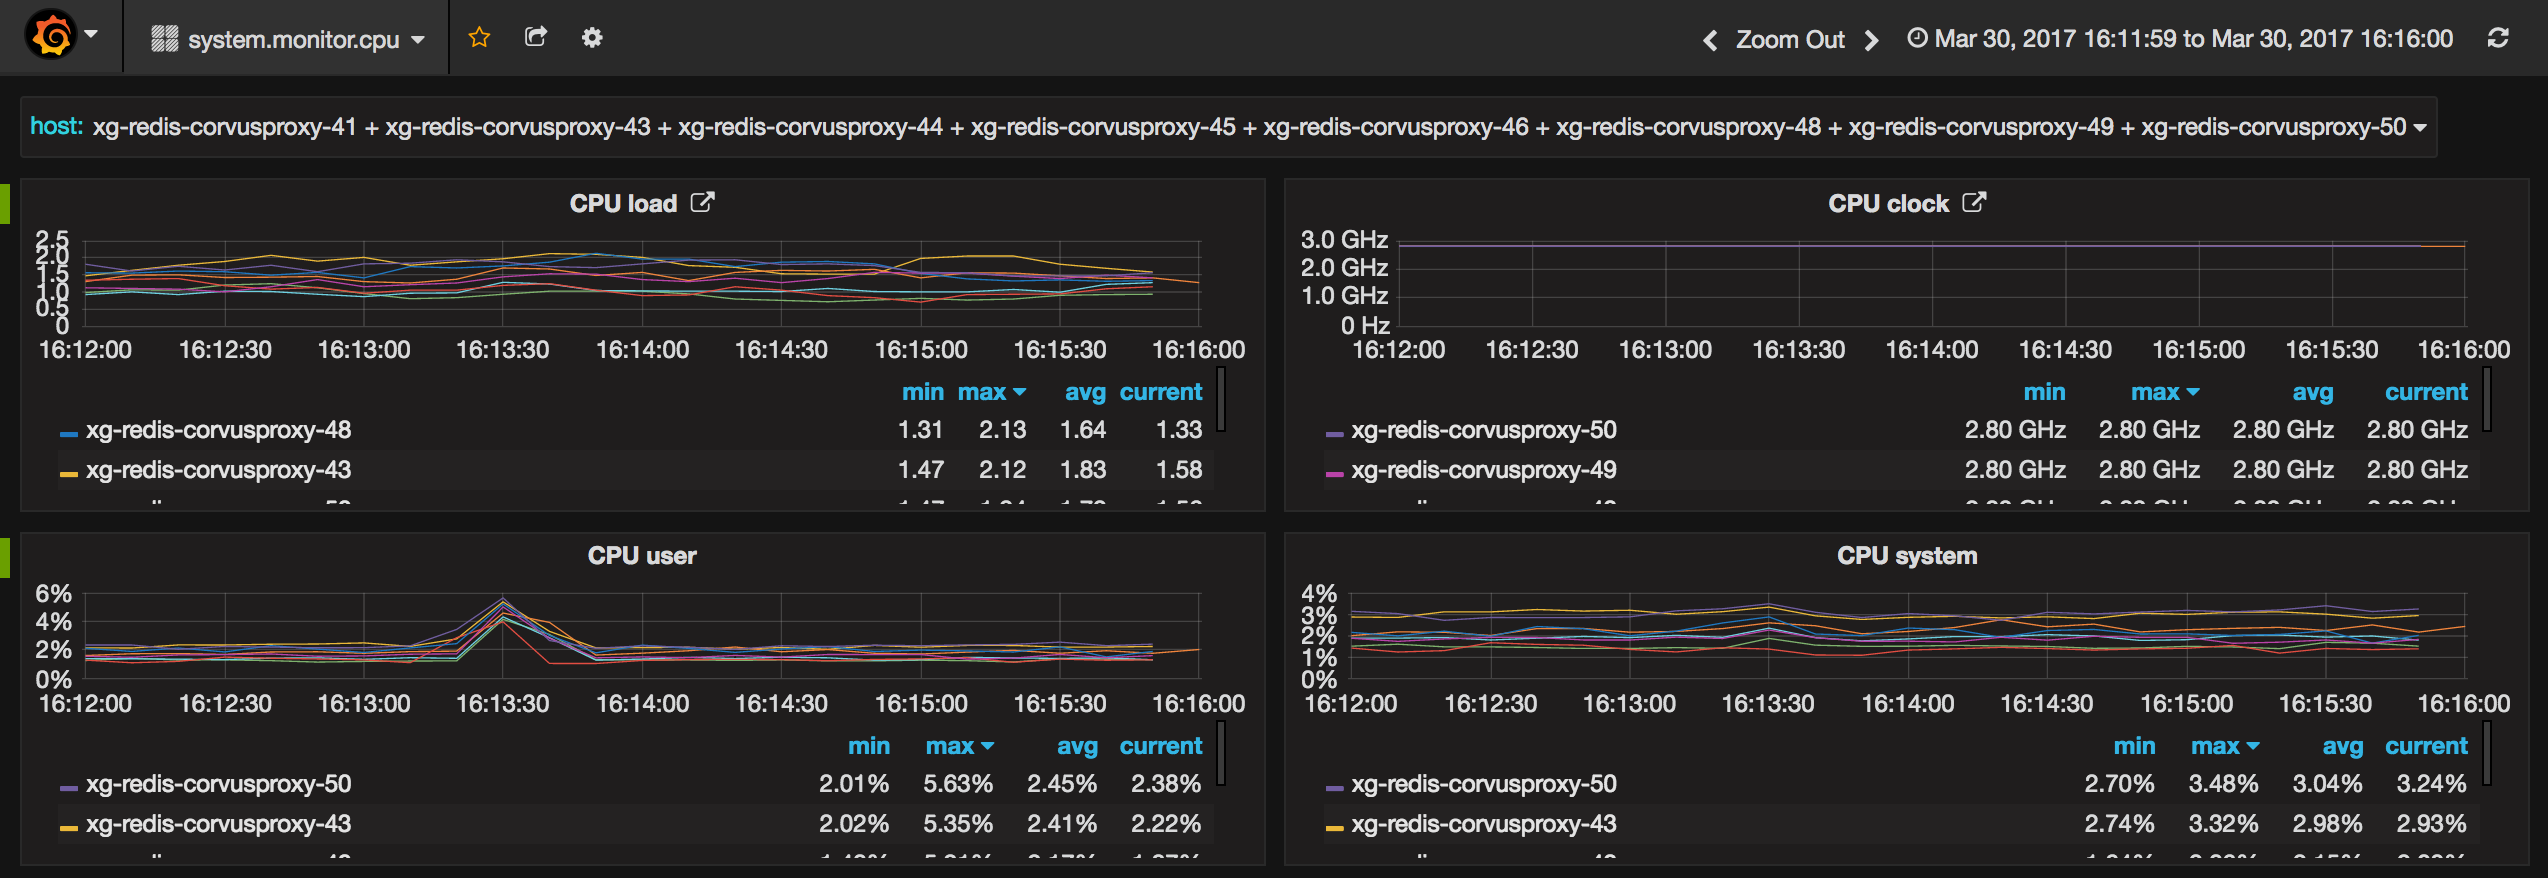 system.monitor.cpu Zoom Out Mar 30, 2017 16:11:59 to Mar 30, 2017 16:16:00
host: xg-redis-corvusproxy-41 + xg-redis-corvusproxy-43 + xg-redis-corvusproxy-44 + xg-redis-corvusproxy-45 + xg-redis-corvusproxy-46 + xg-redis-corvusproxy-48 + xg-redis-corvusproxy-49 + xg-redis-corvusproxy-50
CPU load
2.5
2.0
1.5
1.0
0.5
0
16:12:00 16:12:30 16:13:00 16:13:30 16:14:00 16:14:30 16:15:00 16:15:30 16:16:00
min max avg current
xg-redis-corvusproxy-48 1.31 2.13 1.64 1.33
xg-redis-corvusproxy-43 1.47 2.12 1.83 1.58
CPU clock
3.0 GHz
2.0 GHz
1.0 GHz
0 Hz
16:12:00 16:12:30 16:13:00 16:13:30 16:14:00 16:14:30 16:15:00 16:15:30 16:16:00
min max avg current
xg-redis-corvusproxy-50 2.80 GHz 2.80 GHz 2.80 GHz 2.80 GHz
xg-redis-corvusproxy-49 2.80 GHz 2.80 GHz 2.80 GHz 2.80 GHz
CPU user
6%
4%
2%
0%
16:12:00 16:12:30 16:13:00 16:13:30 16:14:00 16:14:30 16:15:00 16:15:30 16:16:00
min max avg current
xg-redis-corvusproxy-50 2.01% 5.63% 2.45% 2.38%
xg-redis-corvusproxy-43 2.02% 5.35% 2.41% 2.22%
CPU system
4%
3%
2%
1%
0%
16:12:00 16:12:30 16:13:00 16:13:30 16:14:00 16:14:30 16:15:00 16:15:30 16:16:00
min max avg current
xg-redis-corvusproxy-50 2.70% 3.48% 3.04% 3.24%
xg-redis-corvusproxy-43 2.74% 3.32% 2.98% 2.93%